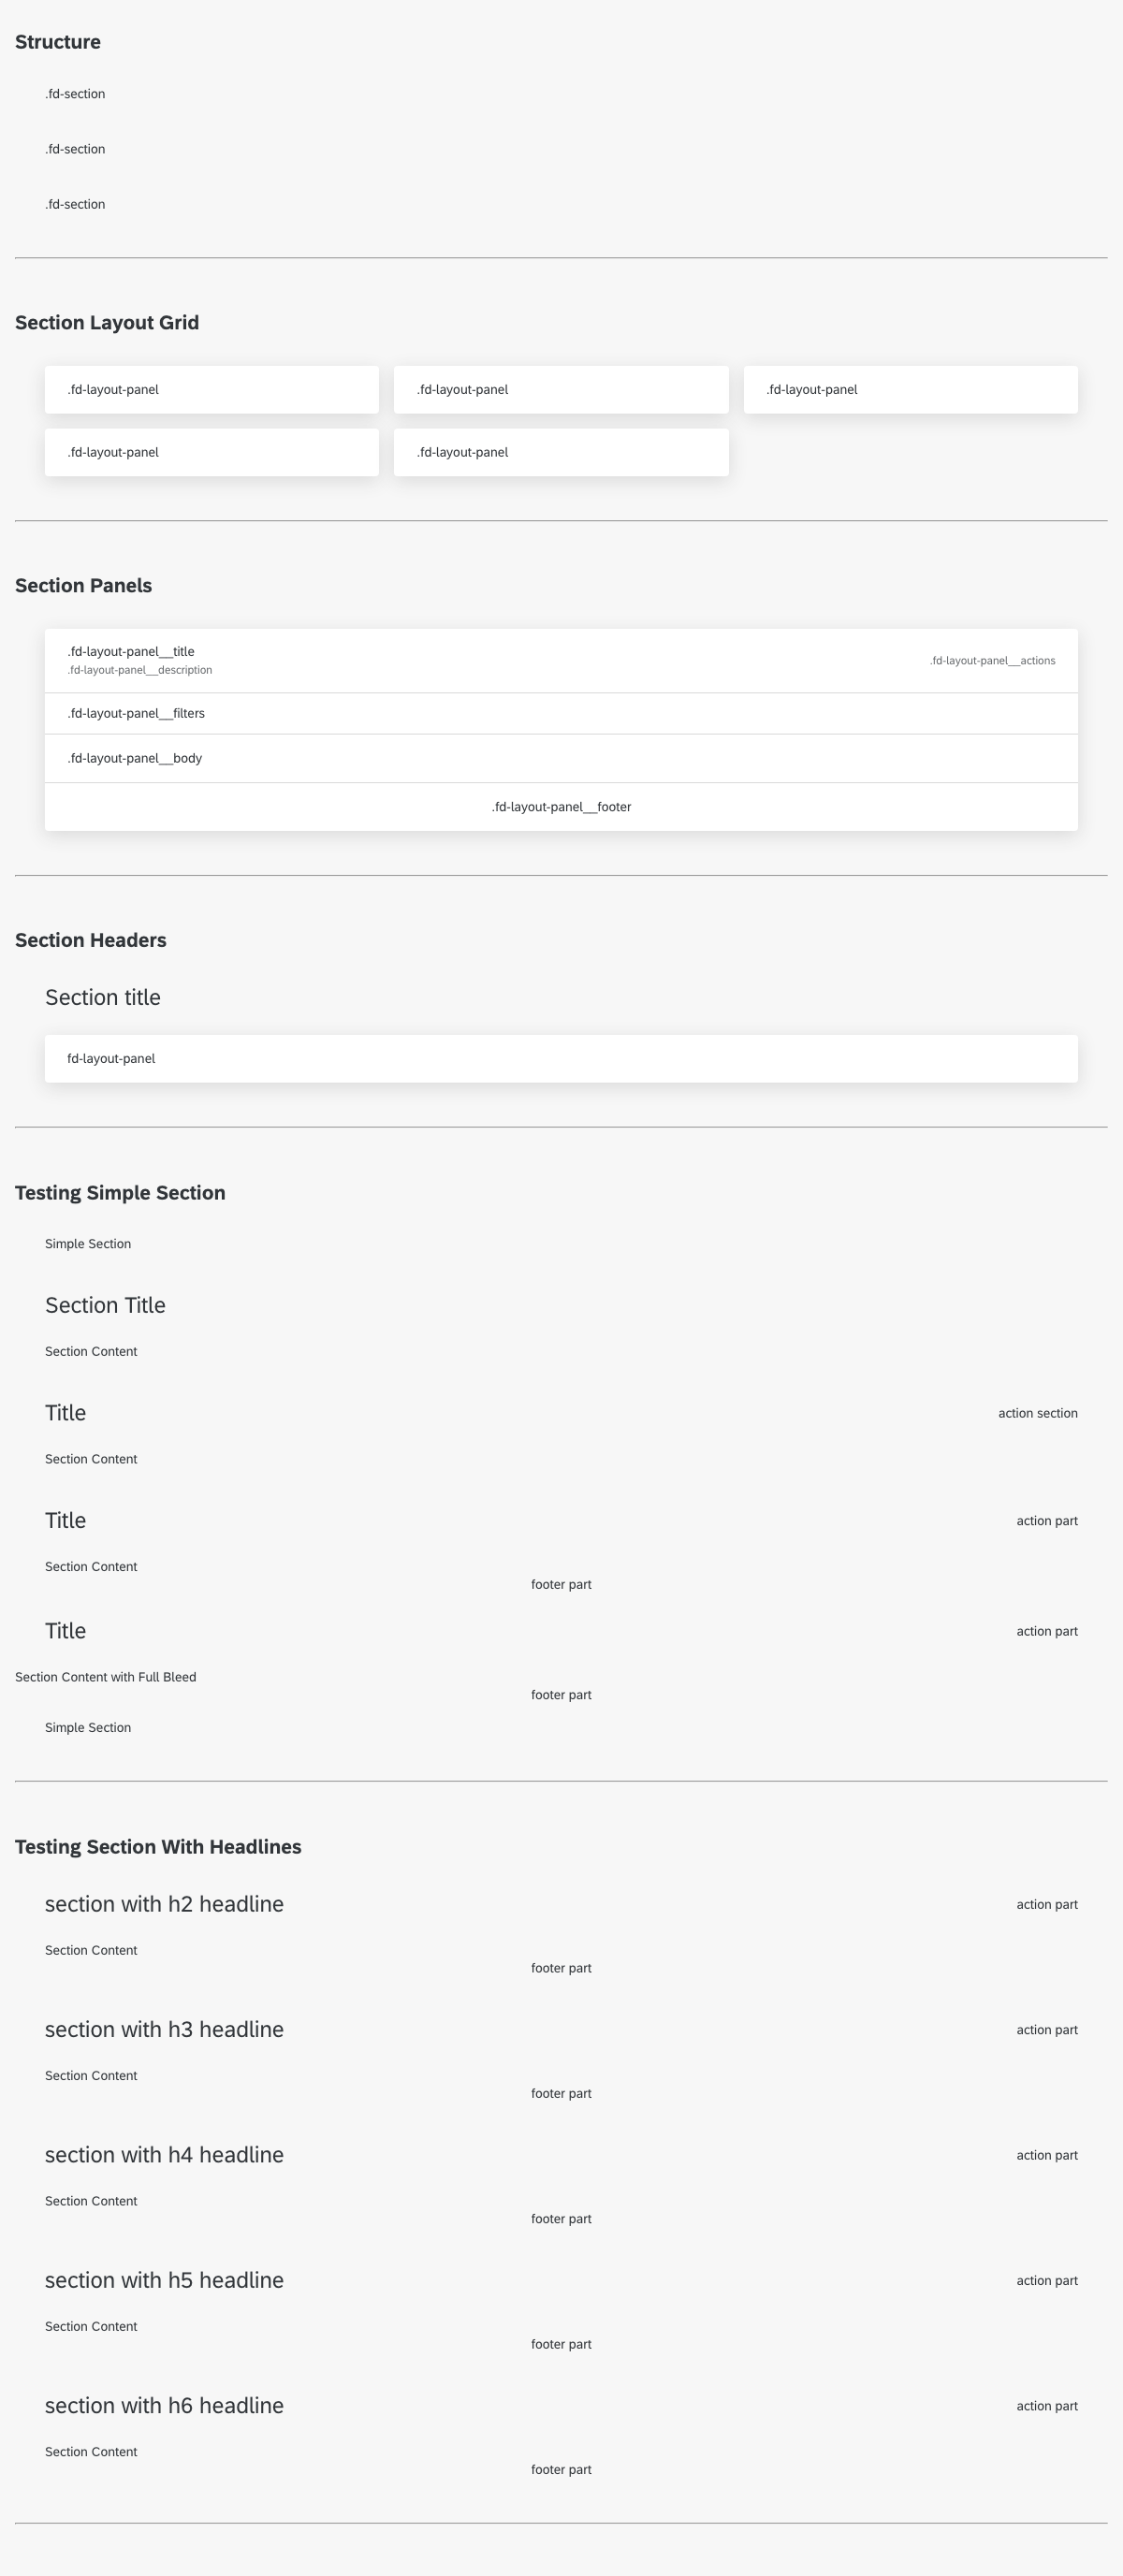 Structure
.fd-section
.fd-section
.fd-section
Section Layout Grid
.fd-layout-panel
.fd-layout-panel
.fd-layout-panel
.fd-layout-panel
.fd-layout-panel
Section Panels
.fd-layout-panel__title
.fd-layout-panel__description
.fd-layout-panel__actions
.fd-layout-panel__filters
.fd-layout-panel__body
.fd-layout-panel__footer
Section Headers
Section title
fd-layout-panel
Testing Simple Section
Simple Section
Section Title
Section Content
Title
action section
Section Content
Title
action part
Section Content
footer part
Title
action part
Section Content with Full Bleed
footer part
Simple Section
Testing Section With Headlines
section with h2 headline
action part
Section Content
footer part
section with h3 headline
action part
Section Content
footer part
section with h4 headline
action part
Section Content
footer part
section with h5 headline
action part
Section Content
footer part
section with h6 headline
action part
Section Content
footer part